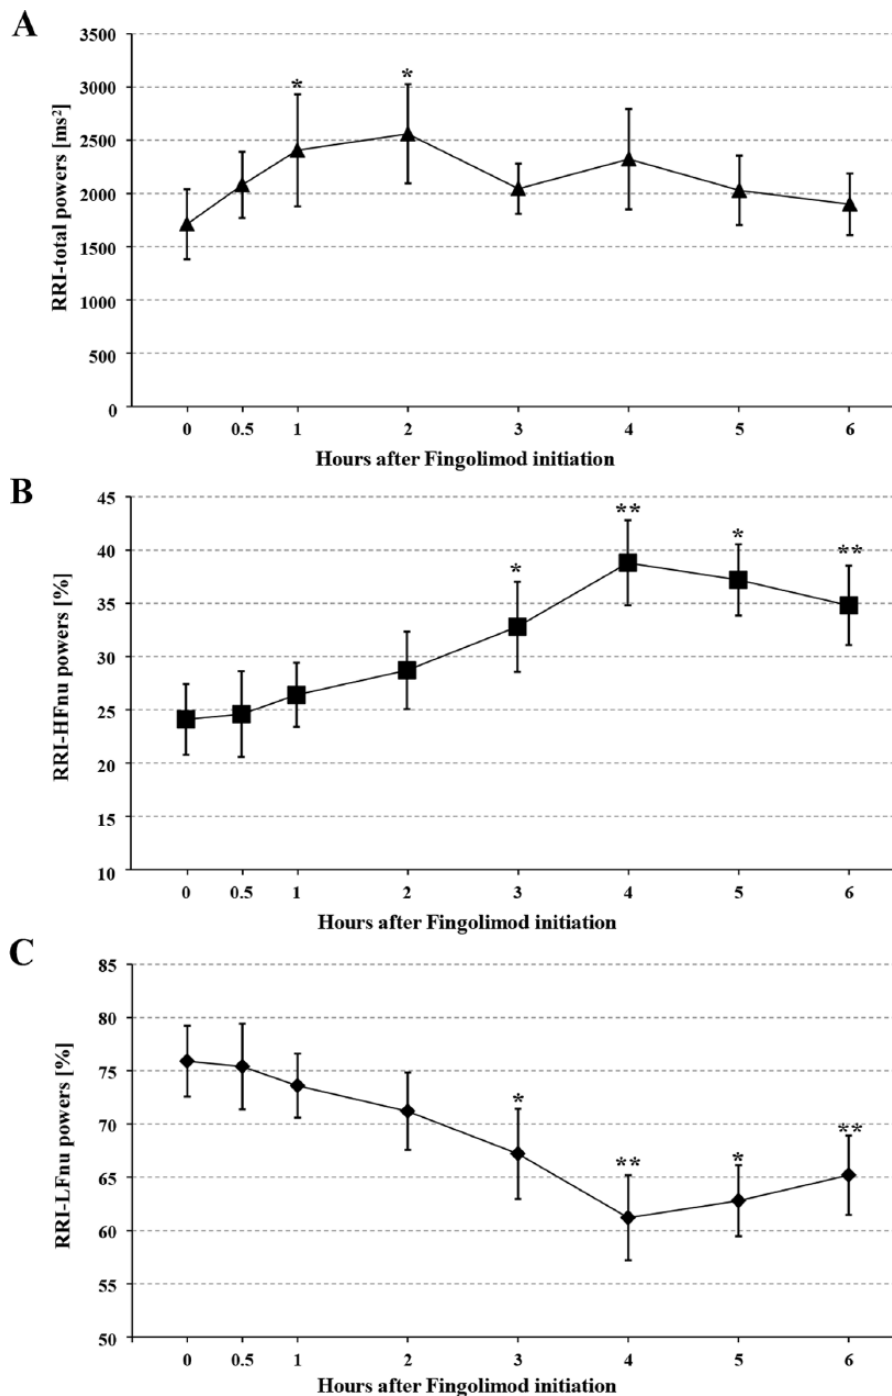 A
RRI-total powers [ms²]
3500
3000
2500
2000
1500
1000
500
0
* *
0 0.5 1 2 3 4 5 6
Hours after Fingolimod initiation
B
RRI-HFnu powers [%]
45
40
35
30
25
20
15
10
* ** * **
0 0.5 1 2 3 4 5 6
Hours after Fingolimod initiation
C
RRI-LFnu powers [%]
85
80
75
70
65
60
55
50
* ** * **
0 0.5 1 2 3 4 5 6
Hours after Fingolimod initiation